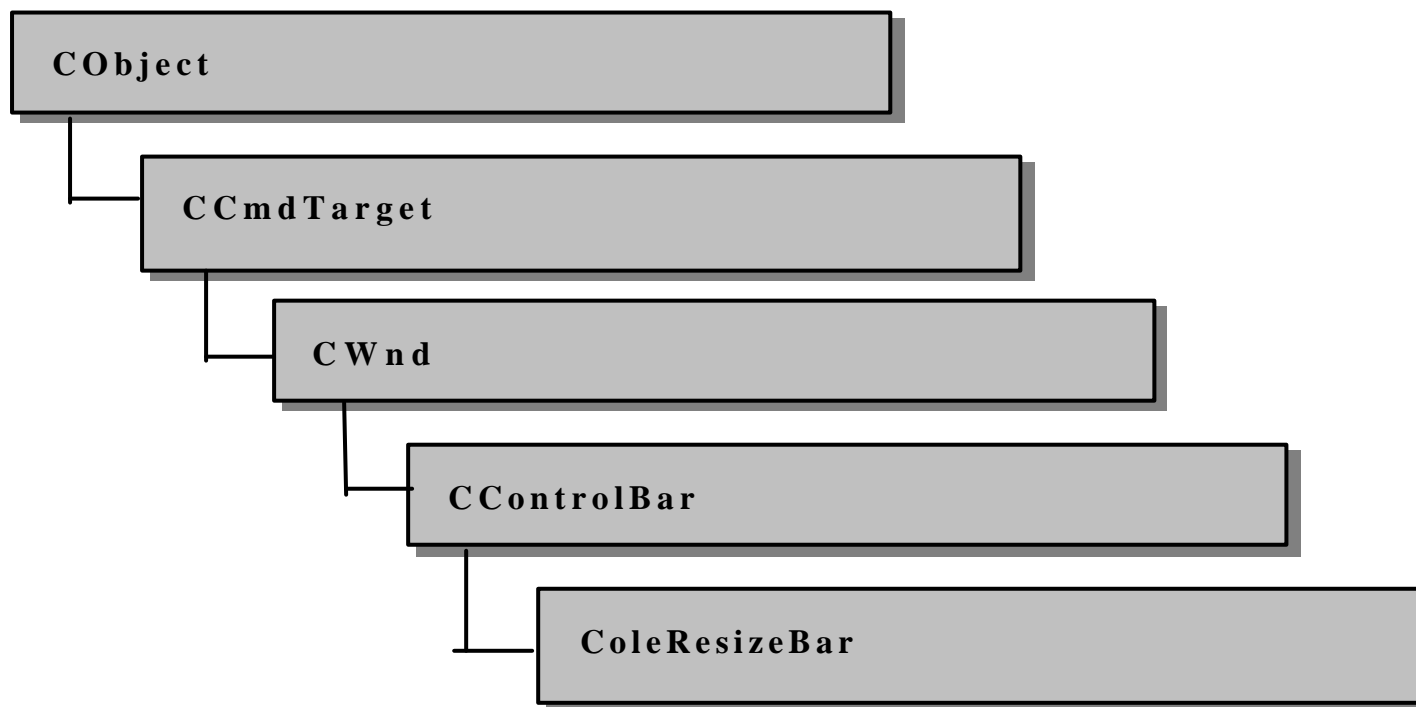 CObject
CCmdTarget
CWnd
CControlBar
ColeResizeBar